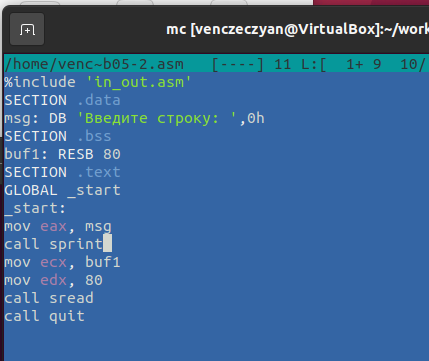 mc [venczeczyan@VirtualBox]:~/work
/home/venc~b05-2.asm [----] 11 L:[ 1+ 9 10/
%include 'in_out.asm'
SECTION .data
msg: DB 'Введите строку: ',0h
SECTION .bss
buf1: RESB 80
SECTION .text
GLOBAL _start
_start:
mov eax, msg
call sprint
mov ecx, buf1
mov edx, 80
call sread
call quit